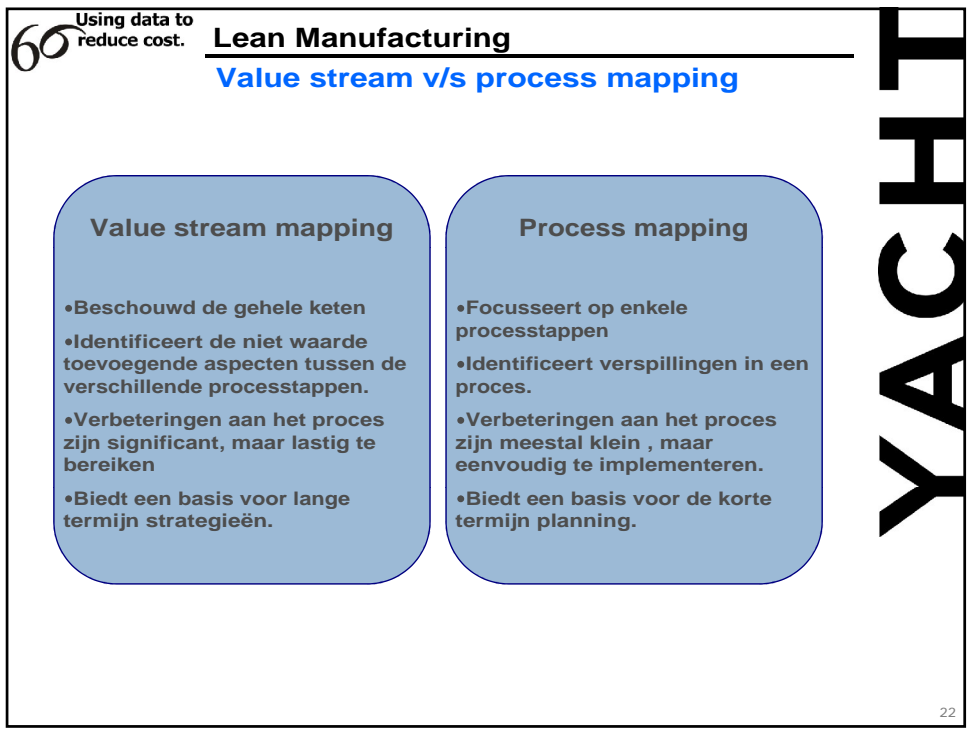 Using data to
reduce cost.
6σ
Lean Manufacturing
Value stream v/s process mapping
Value stream mapping
•Beschouwd de gehele keten
•Identificeert de niet waarde
toevoegende aspecten tussen de
verschillende processtappen.
•Verbeteringen aan het proces
zijn significant, maar lastig te
bereiken
•Biedt een basis voor lange
termijn strategieën.
Process mapping
•Focusseert op enkele
processtappen
•Identificeert verspillingen in een
proces.
•Verbeteringen aan het proces
zijn meestal klein , maar
eenvoudig te implementeren.
•Biedt een basis voor de korte
termijn planning.
YACHT
22